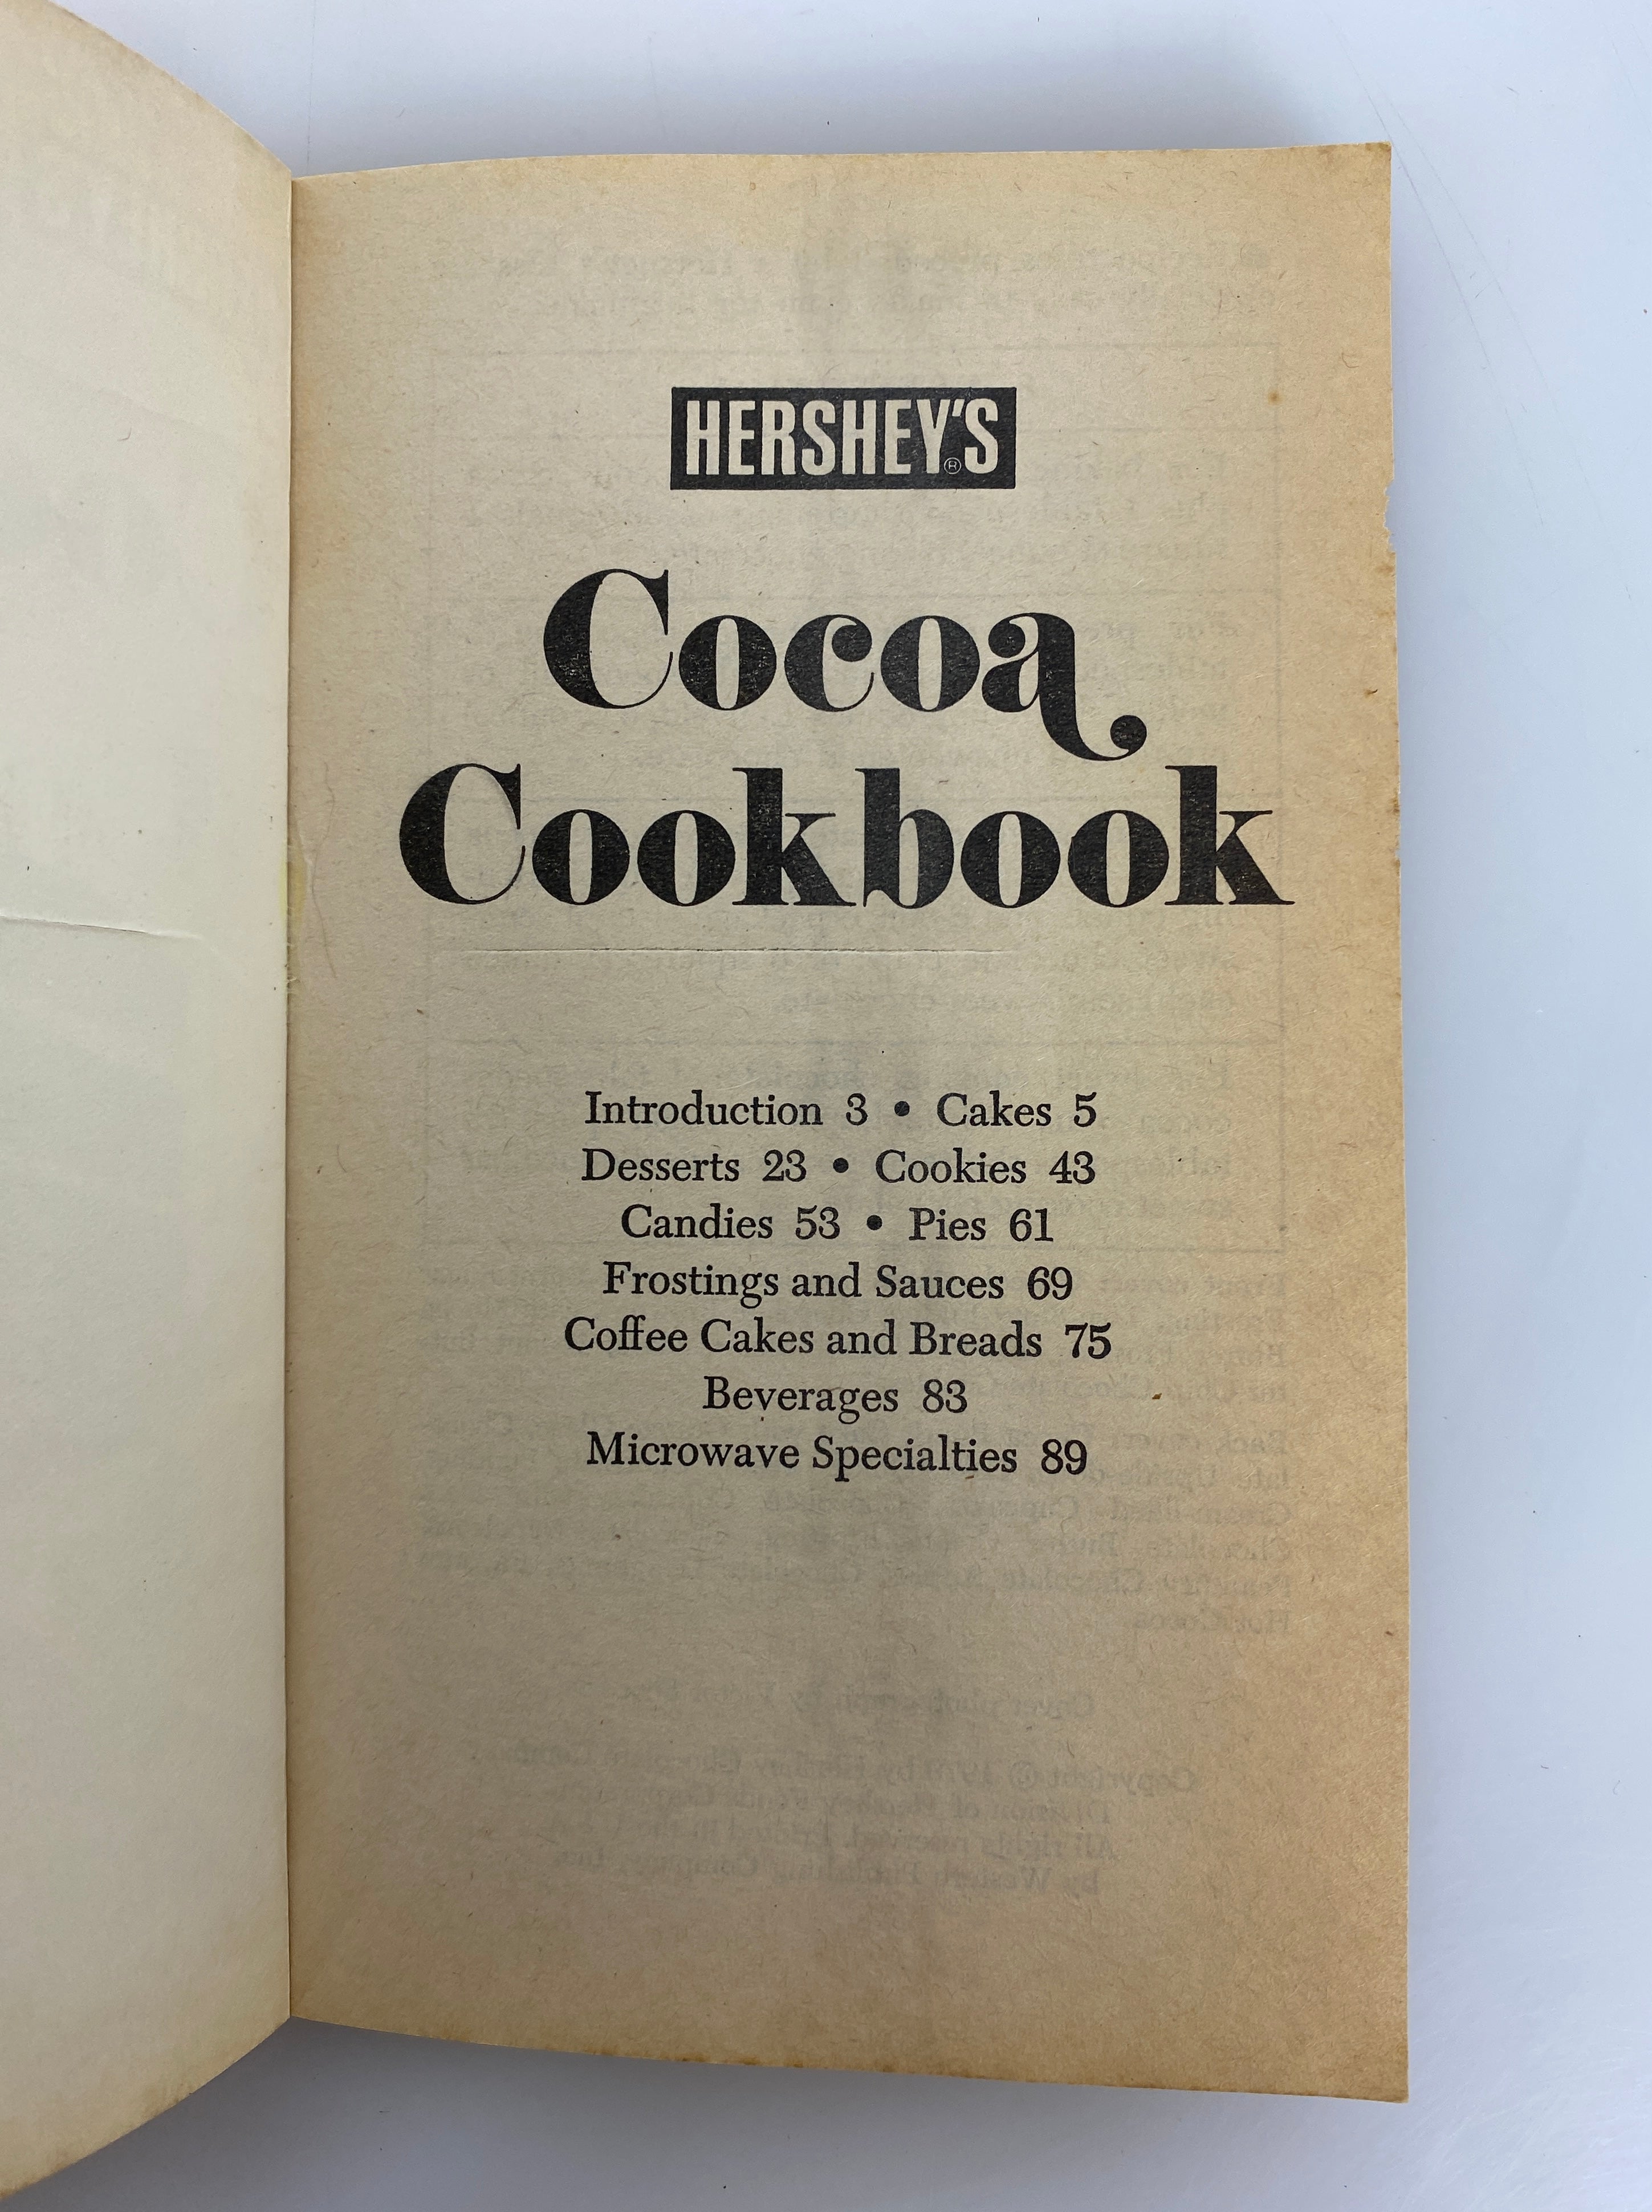 HERSHEY'S®
Cocoa
Cookbook
Introduction 3 • Cakes 5
Desserts 23 • Cookies 43
Candies 53 • Pies 61
Frostings and Sauces 69
Coffee Cakes and Breads 75
Beverages 83
Microwave Specialties 89